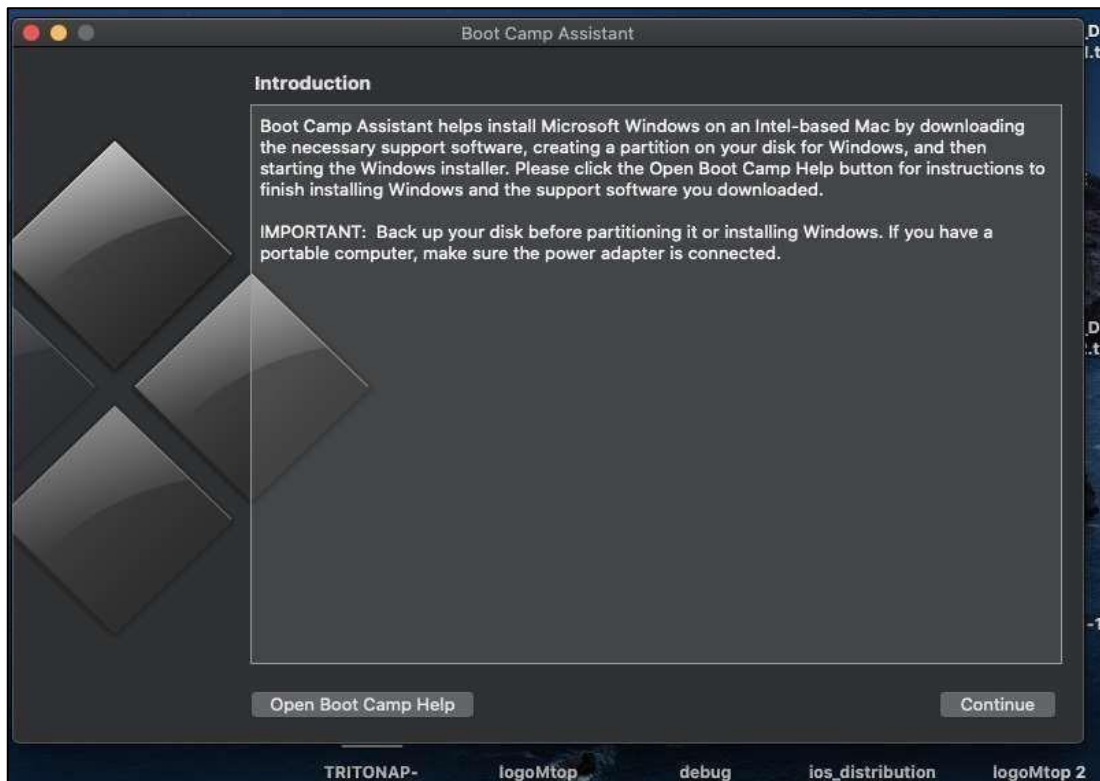 Boot Camp Assistant
Introduction
Boot Camp Assistant helps install Microsoft Windows on an Intel-based Mac by downloading
the necessary support software, creating a partition on your disk for Windows, and then
starting the Windows installer. Please click the Open Boot Camp Help button for instructions to
finish installing Windows and the support software you downloaded.
IMPORTANT:  Back up your disk before partitioning it or installing Windows. If you have a
portable computer, make sure the power adapter is connected.
Open Boot Camp Help
Continue
TRITONAP-
logoMtop
debug
ios_distribution
logoMtop 2